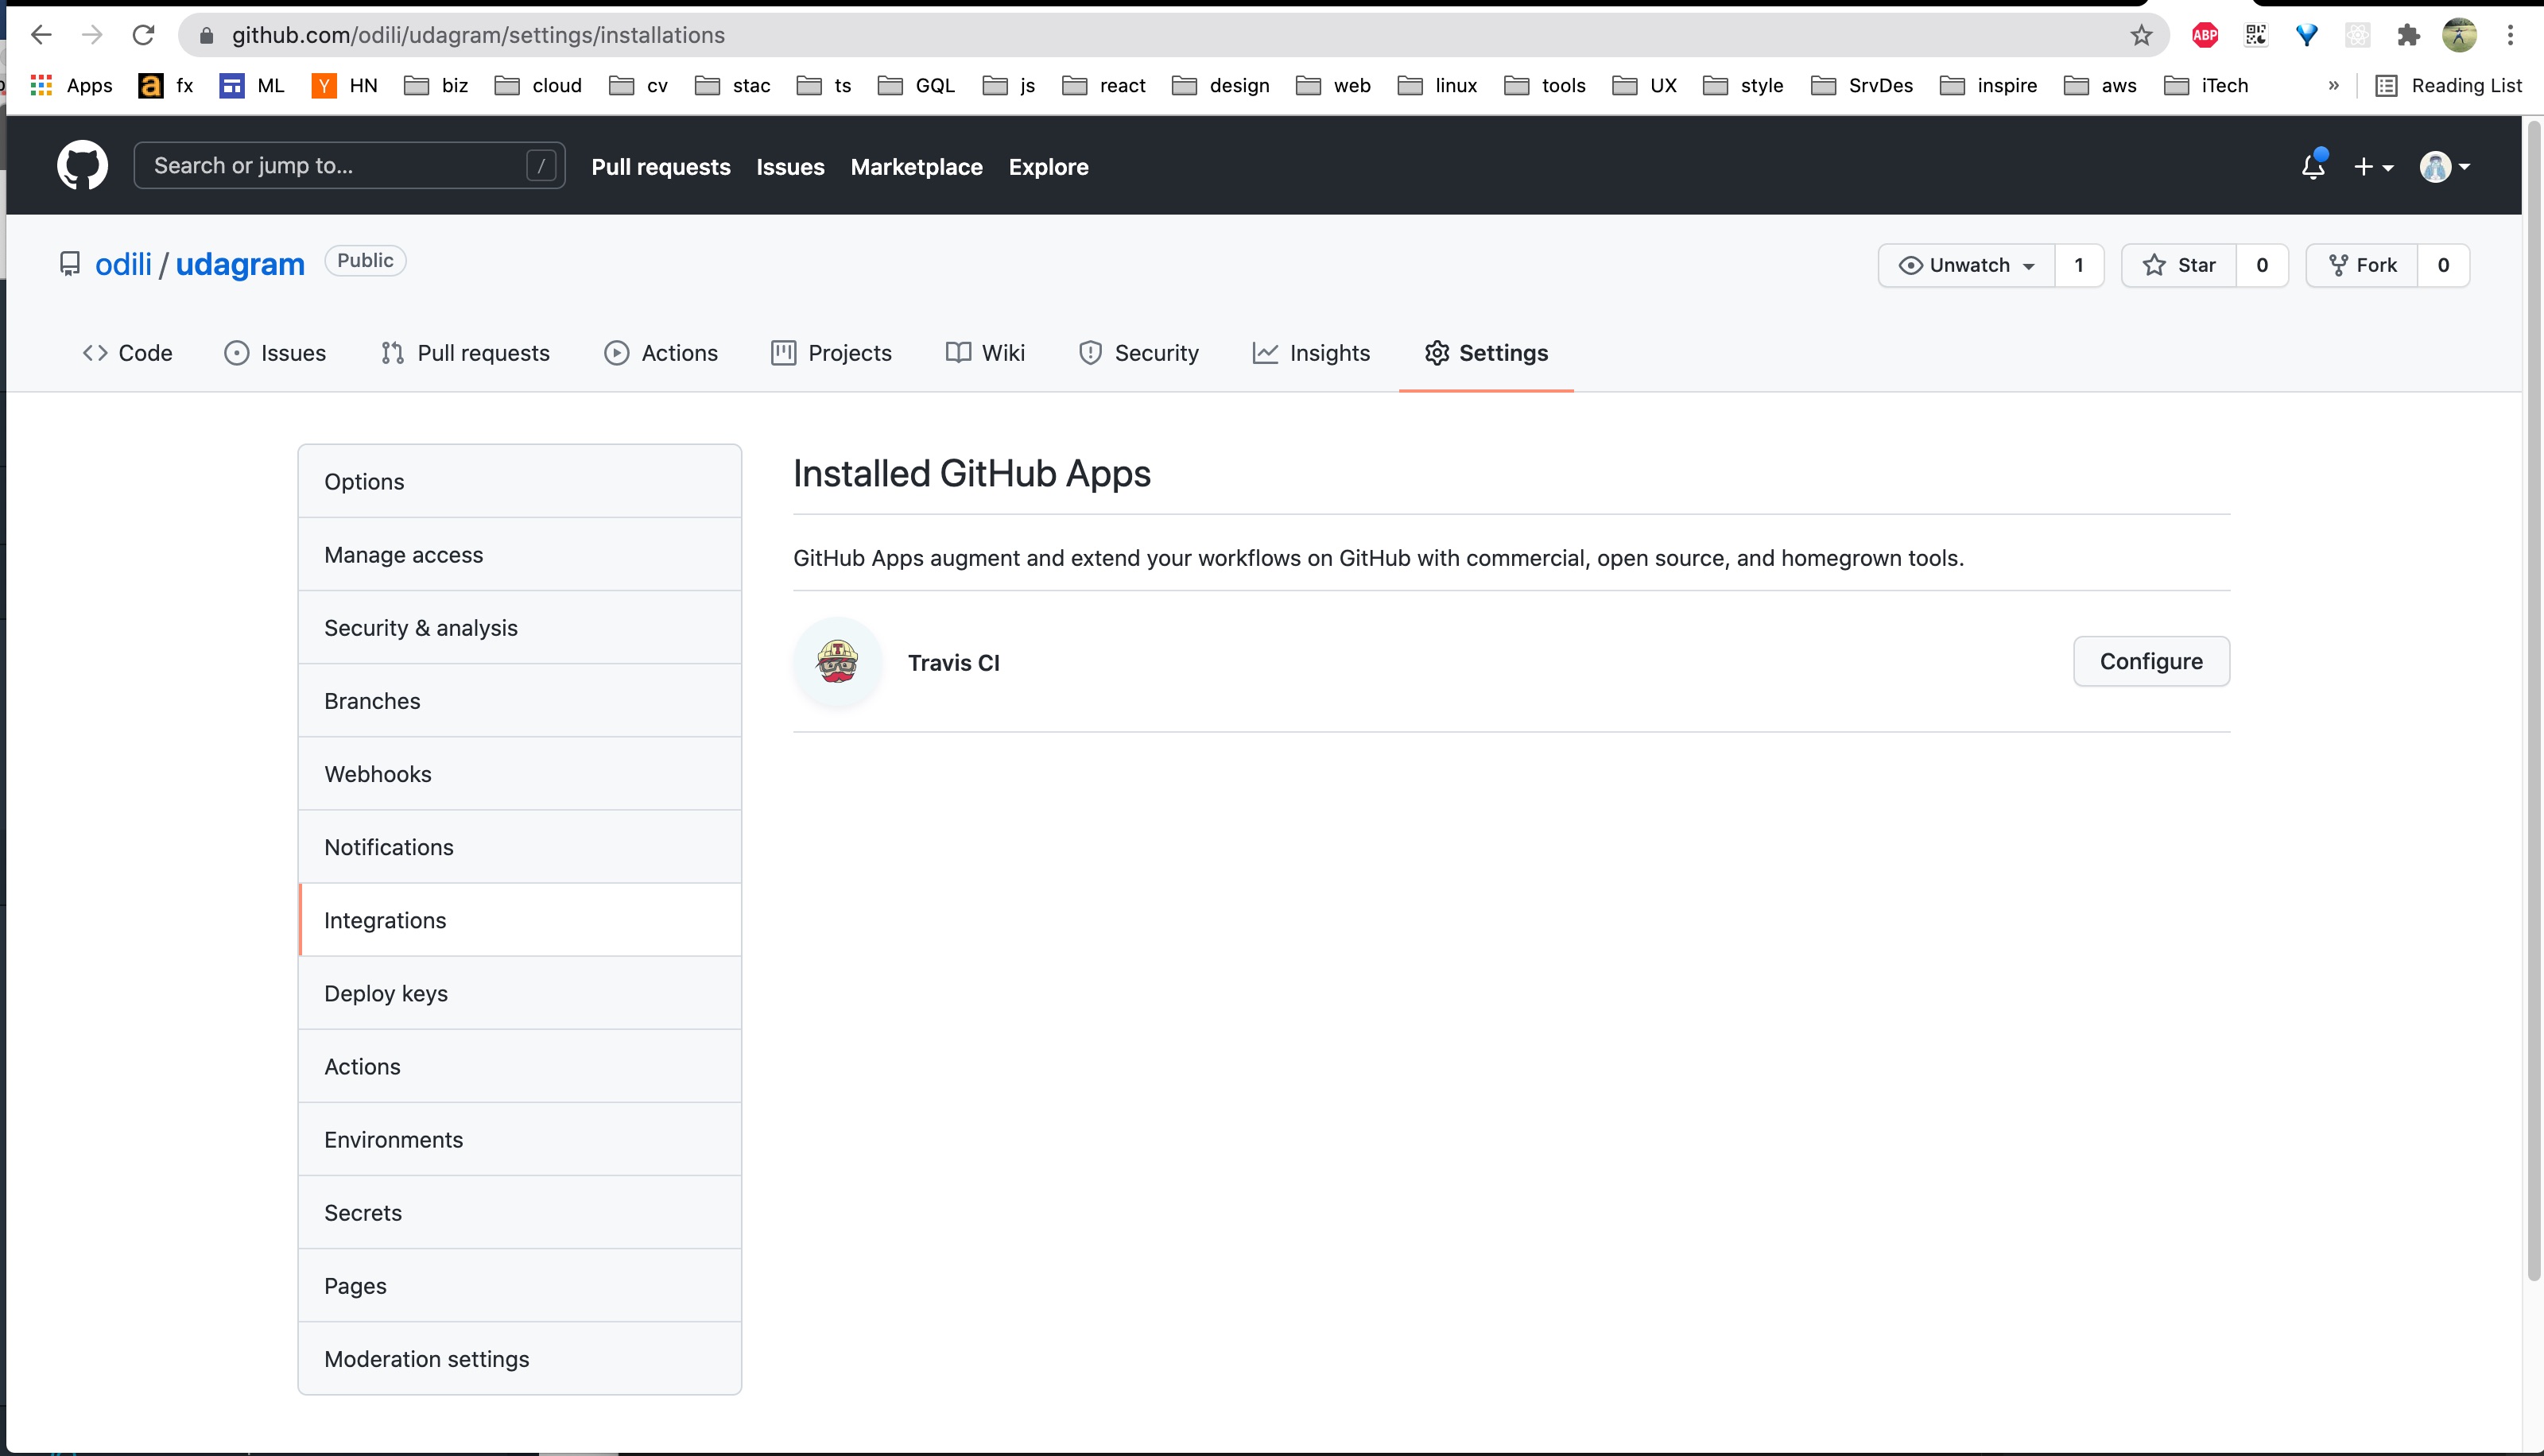 github.com/odili/udagram/settings/installations
ABP
Apps a fx ML Y HN biz cloud cv stac ts GQL js react design web linux tools UX style SrvDes inspire aws iTech » Reading List
Search or jump to... / Pull requests Issues Marketplace Explore
odili / udagram Public Unwatch 1 Star 0 Fork 0
Code Issues Pull requests Actions Projects Wiki Security Insights Settings
Options
Manage access
Security & analysis
Branches
Webhooks
Notifications
Integrations
Deploy keys
Actions
Environments
Secrets
Pages
Moderation settings
Installed GitHub Apps
GitHub Apps augment and extend your workflows on GitHub with commercial, open source, and homegrown tools.
T
Travis CI Configure